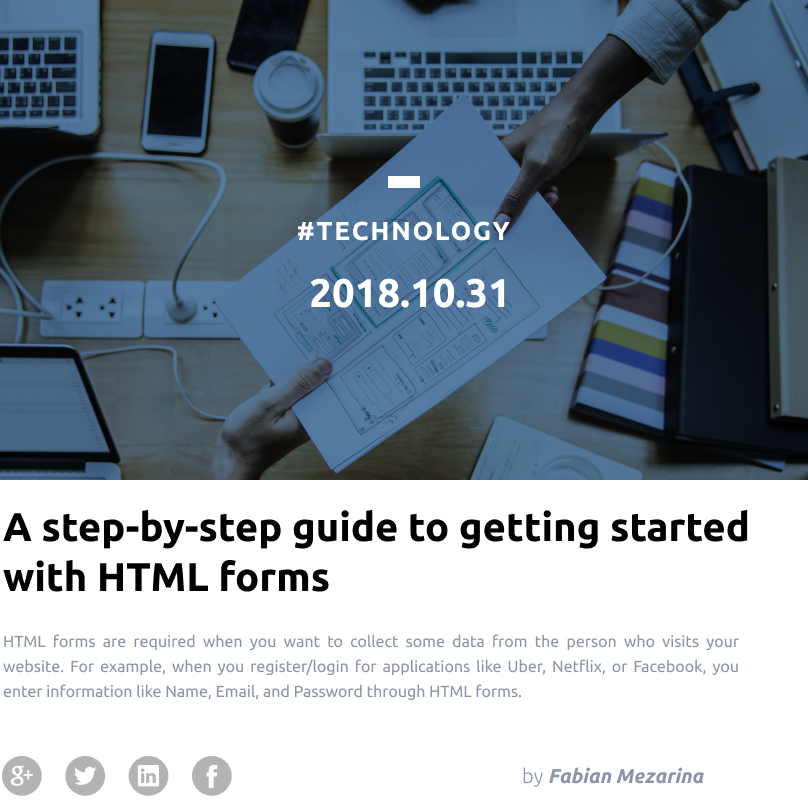 #TECHNOLOGY
2018.10.31
A step-by-step guide to getting started
with HTML forms
HTML forms are required when you want to collect some data from the person who visits your
website. For example, when you register/login for applications like Uber, Netflix, or Facebook, you
enter information like Name, Email, and Password through HTML forms.
by Fabian Mezarina